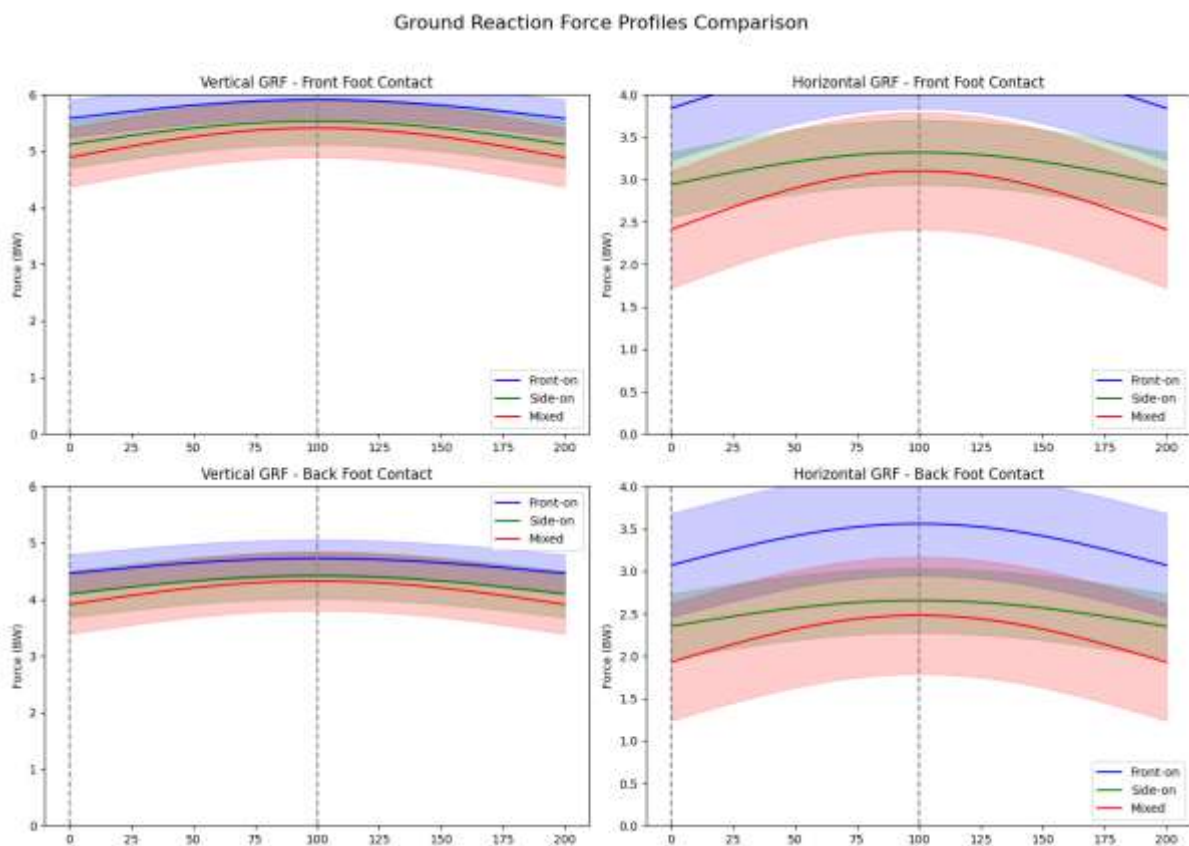 Ground Reaction Force Profiles Comparison
Vertical GRF - Front Foot Contact
6
5
4
3
2
1
0
Force (BW)
0 25 50 75 100 125 150 175 200
Front-on
Side-on
Mixed
Horizontal GRF - Front Foot Contact
4.0
3.5
3.0
2.5
2.0
1.5
1.0
0.5
0.0
Force (BW)
0 25 50 75 100 125 150 175 200
Front-on
Side-on
Mixed
Vertical GRF - Back Foot Contact
6
5
4
3
2
1
0
Force (BW)
0 25 50 75 100 125 150 175 200
Front-on
Side-on
Mixed
Horizontal GRF - Back Foot Contact
4.0
3.5
3.0
2.5
2.0
1.5
1.0
0.5
0.0
Force (BW)
0 25 50 75 100 125 150 175 200
Front-on
Side-on
Mixed